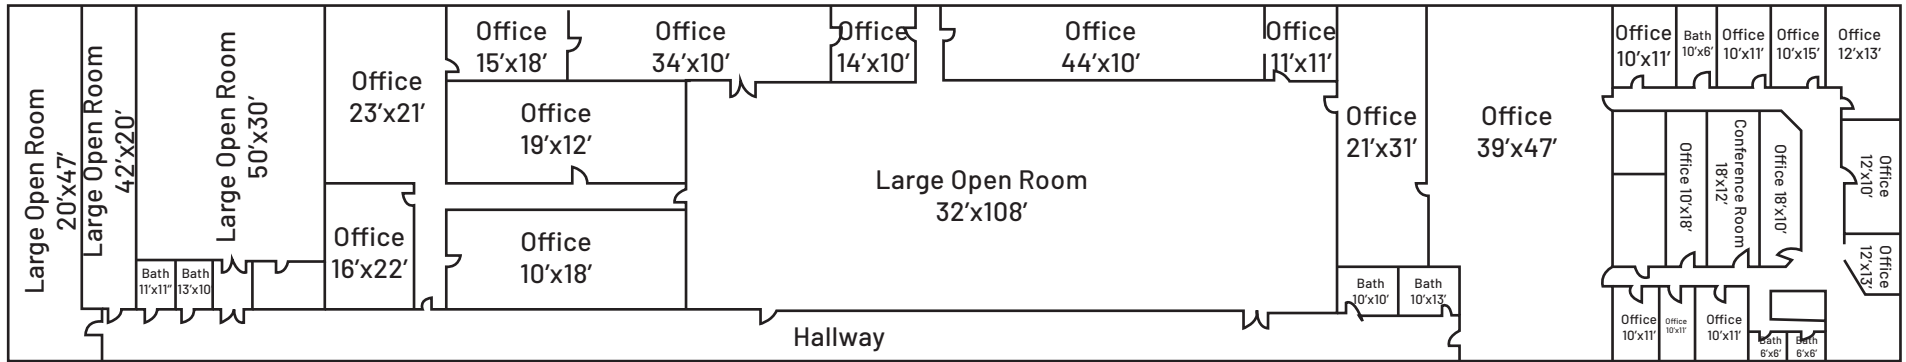 Large Open Room
20'x47'
Large Open Room
42'x20'
Large Open Room
50'x30'
Bath
11'x11"
Bath
13'x10
Office
23'x21'
Office
16'x22'
Office
15'x18'
Office
34'x10'
Office
14'x10'
Office
44'x10'
Office
11'x11'
Office
19'x12'
Office
10'x18'
Large Open Room
32'x108'
Hallway
Office
21'x31'
Bath
10'x10'
Bath
10'x13'
Office
39'x47'
Office
10'x11'
Bath
10'x6'
Office
10'x11'
Office
10'x15'
Office
12'x13'
Office 10'x18'
Conference Room
18'x12'
Office 18'x10'
Office
12'x10'
Office
12'x13'
Office
10'x11'
Office
10'x11'
Office
10'x11'
Bath
6'x6'
Bath
6'x6'